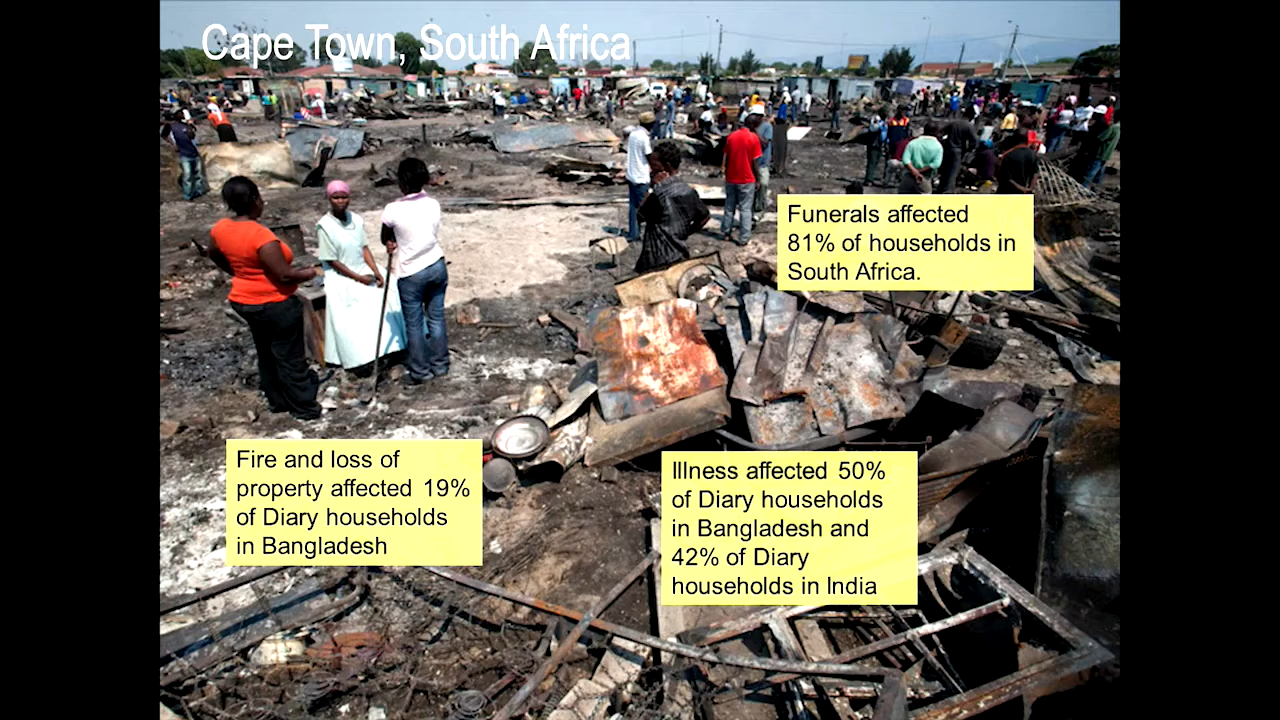 Cape Town, South Africa
Funerals affected
81% of households in
South Africa.
Fire and loss of
property affected 19%
of Diary households
in Bangladesh
Illness affected 50%
of Diary households
in Bangladesh and
42% of Diary
households in India